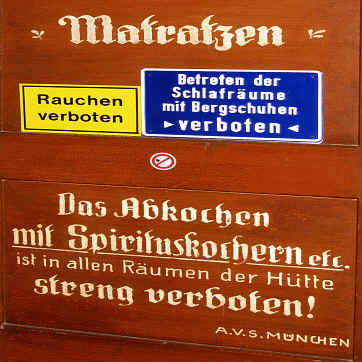 Matratzen
Rauchen
verboten
Betreten der
Schlafräume
mit Bergschuhen
verboten
Das Abkochen
mit Spirituskochern etc.
ist in allen Räumen der Hütte
streng verboten!
A.V.S. MÜNCHEN